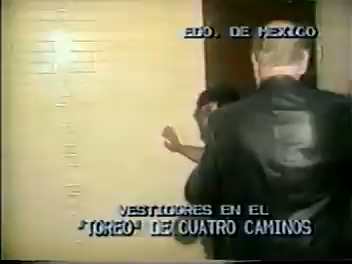 EDO. DE MEXICO
VESTIDORES EN EL
"TOREO" DE CUATRO CAMINOS